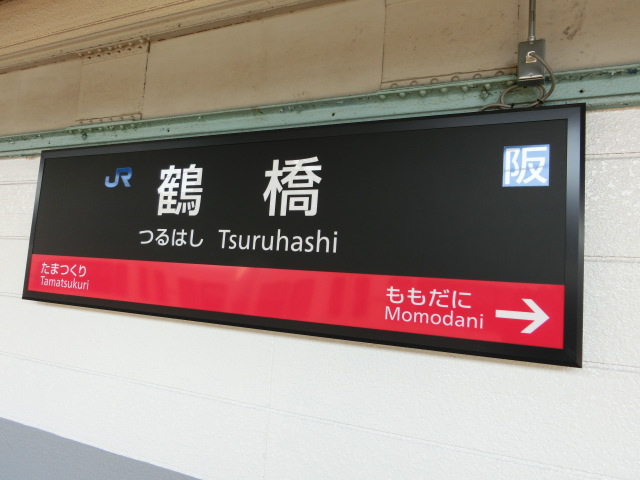 JR 鶴橋 阪
つるはし Tsuruhashi
たまつくり
Tamatsukuri
ももだに
Momodani